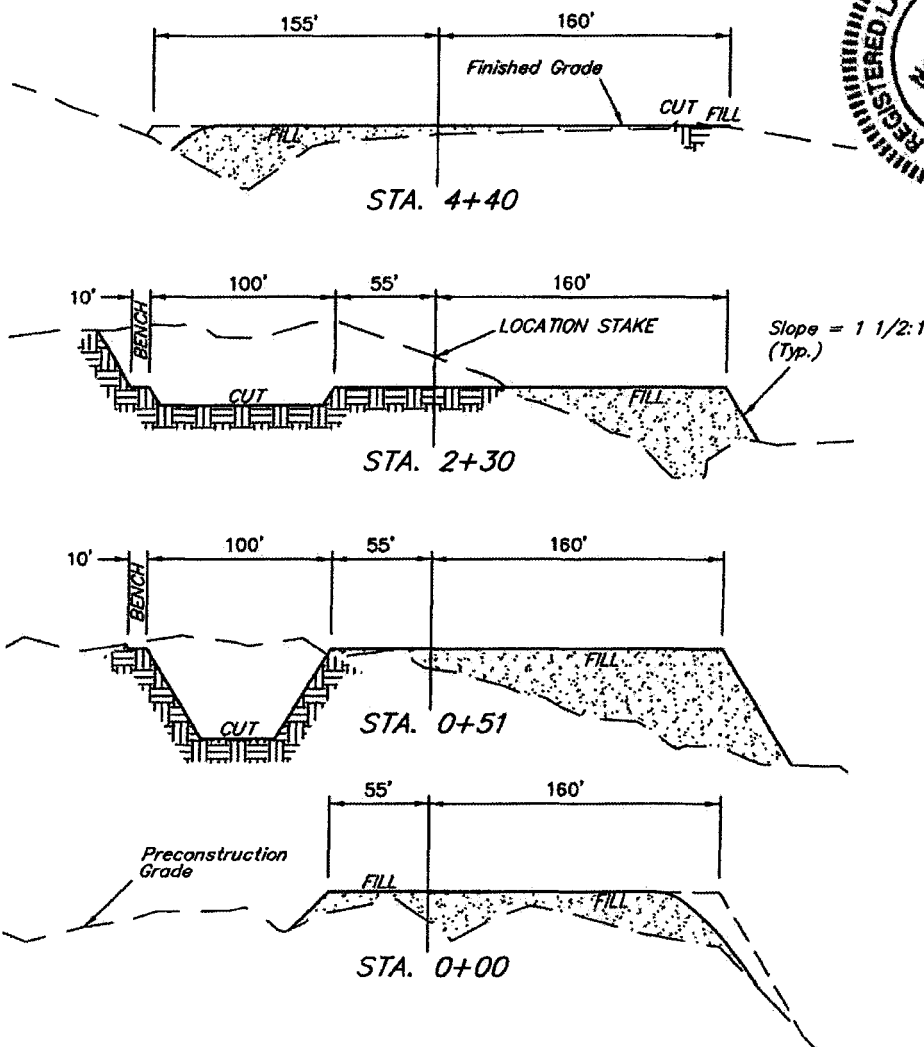 155' 160'
REGISTERED
Finished Grade
CUT FILL
FILL
STA. 4+40
10' BENCH 100' 55' 160'
LOCATION STAKE
Slope = 1 1/2:1
(Typ.)
CUT FILL
STA. 2+30
10' BENCH 100' 55' 160'
FILL
CUT
STA. 0+51
55' 160'
Preconstruction
Grade
FILL
FILL
STA. 0+00